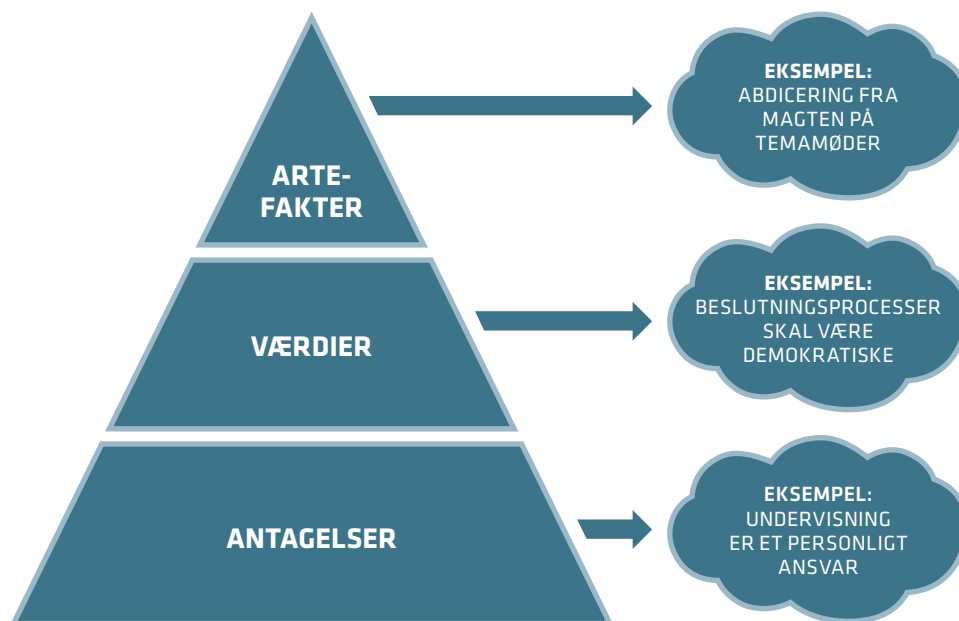 ARTE-
FAKTER
EKSEMPEL:
ABDICERING FRA
MAGTEN PÅ
TEMAMØDER
VÆRDIER
EKSEMPEL:
BESLUTNINGSPROCESSER
SKAL VÆRE
DEMOKRATISKE
ANTAGELSER
EKSEMPEL:
UNDERVISNING
ER ET PERSONLIGT
ANSVAR